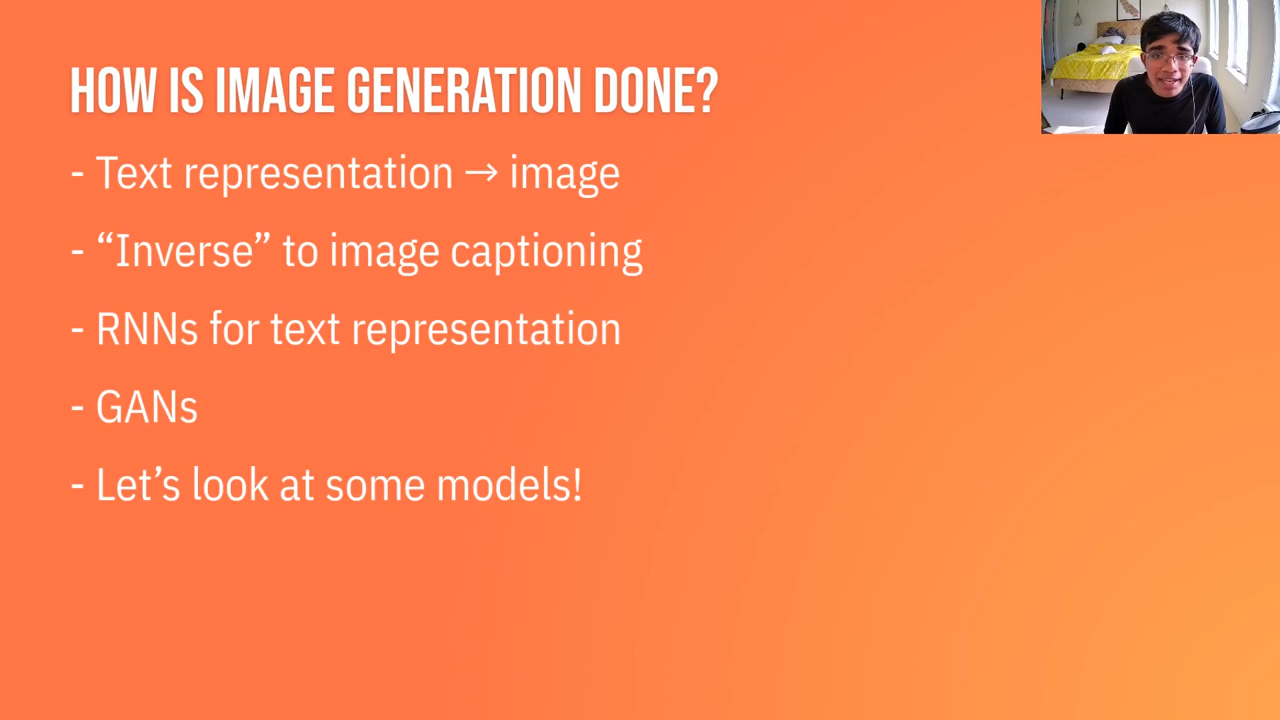 HOW IS IMAGE GENERATION DONE?
- Text representation → image
- “Inverse” to image captioning
- RNNs for text representation
- GANs
- Let’s look at some models!